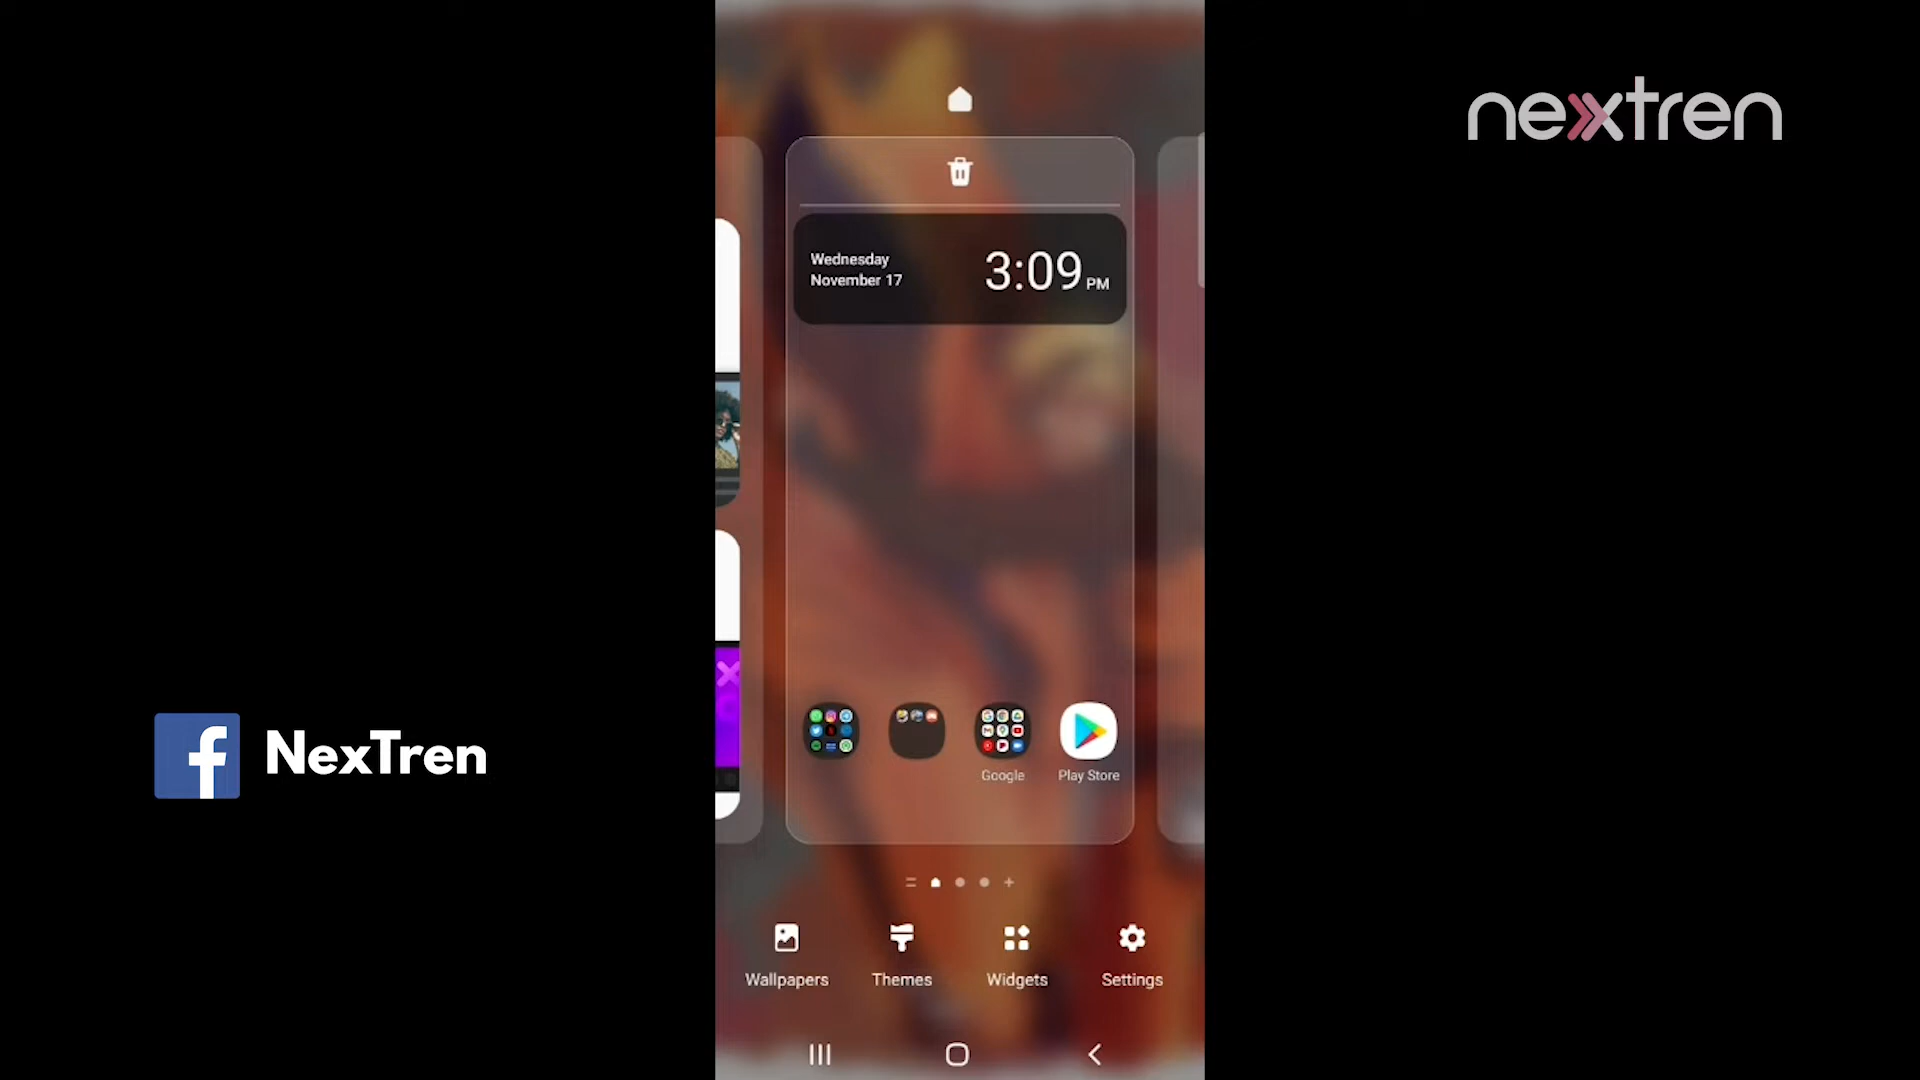 nextren
Wednesday
November 17
3:09 PM
Google
Play Store
NexTren
Wallpapers
Themes
Widgets
Settings